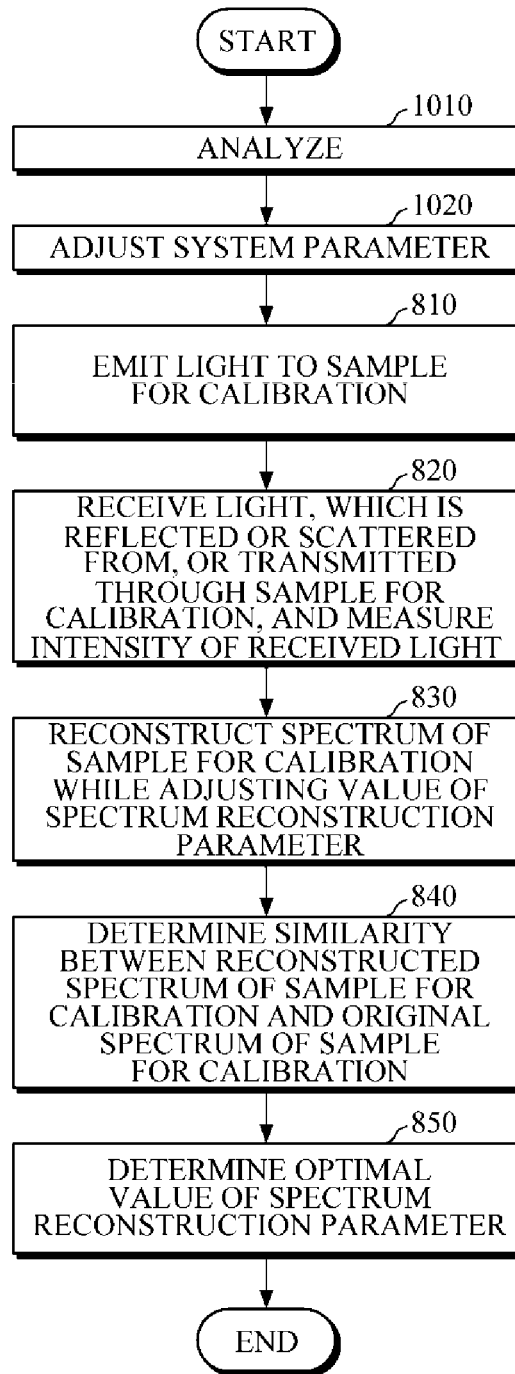 START
1010
ANALYZE
1020
ADJUST SYSTEM PARAMETER
810
EMIT LIGHT TO SAMPLE
FOR CALIBRATION
820
RECEIVE LIGHT, WHICH IS
REFLECTED OR SCATTERED
FROM, OR TRANSMITTED
THROUGH SAMPLE FOR
CALIBRATION, AND MEASURE
INTENSITY OF RECEIVED LIGHT
830
RECONSTRUCT SPECTRUM OF
SAMPLE FOR CALIBRATION
WHILE ADJUSTING VALUE OF
SPECTRUM RECONSTRUCTION
PARAMETER
840
DETERMINE SIMILARITY
BETWEEN RECONSTRUCTED
SPECTRUM OF SAMPLE FOR
CALIBRATION AND ORIGINAL
SPECTRUM OF SAMPLE
FOR CALIBRATION
850
DETERMINE OPTIMAL
VALUE OF SPECTRUM
RECONSTRUCTION PARAMETER
END